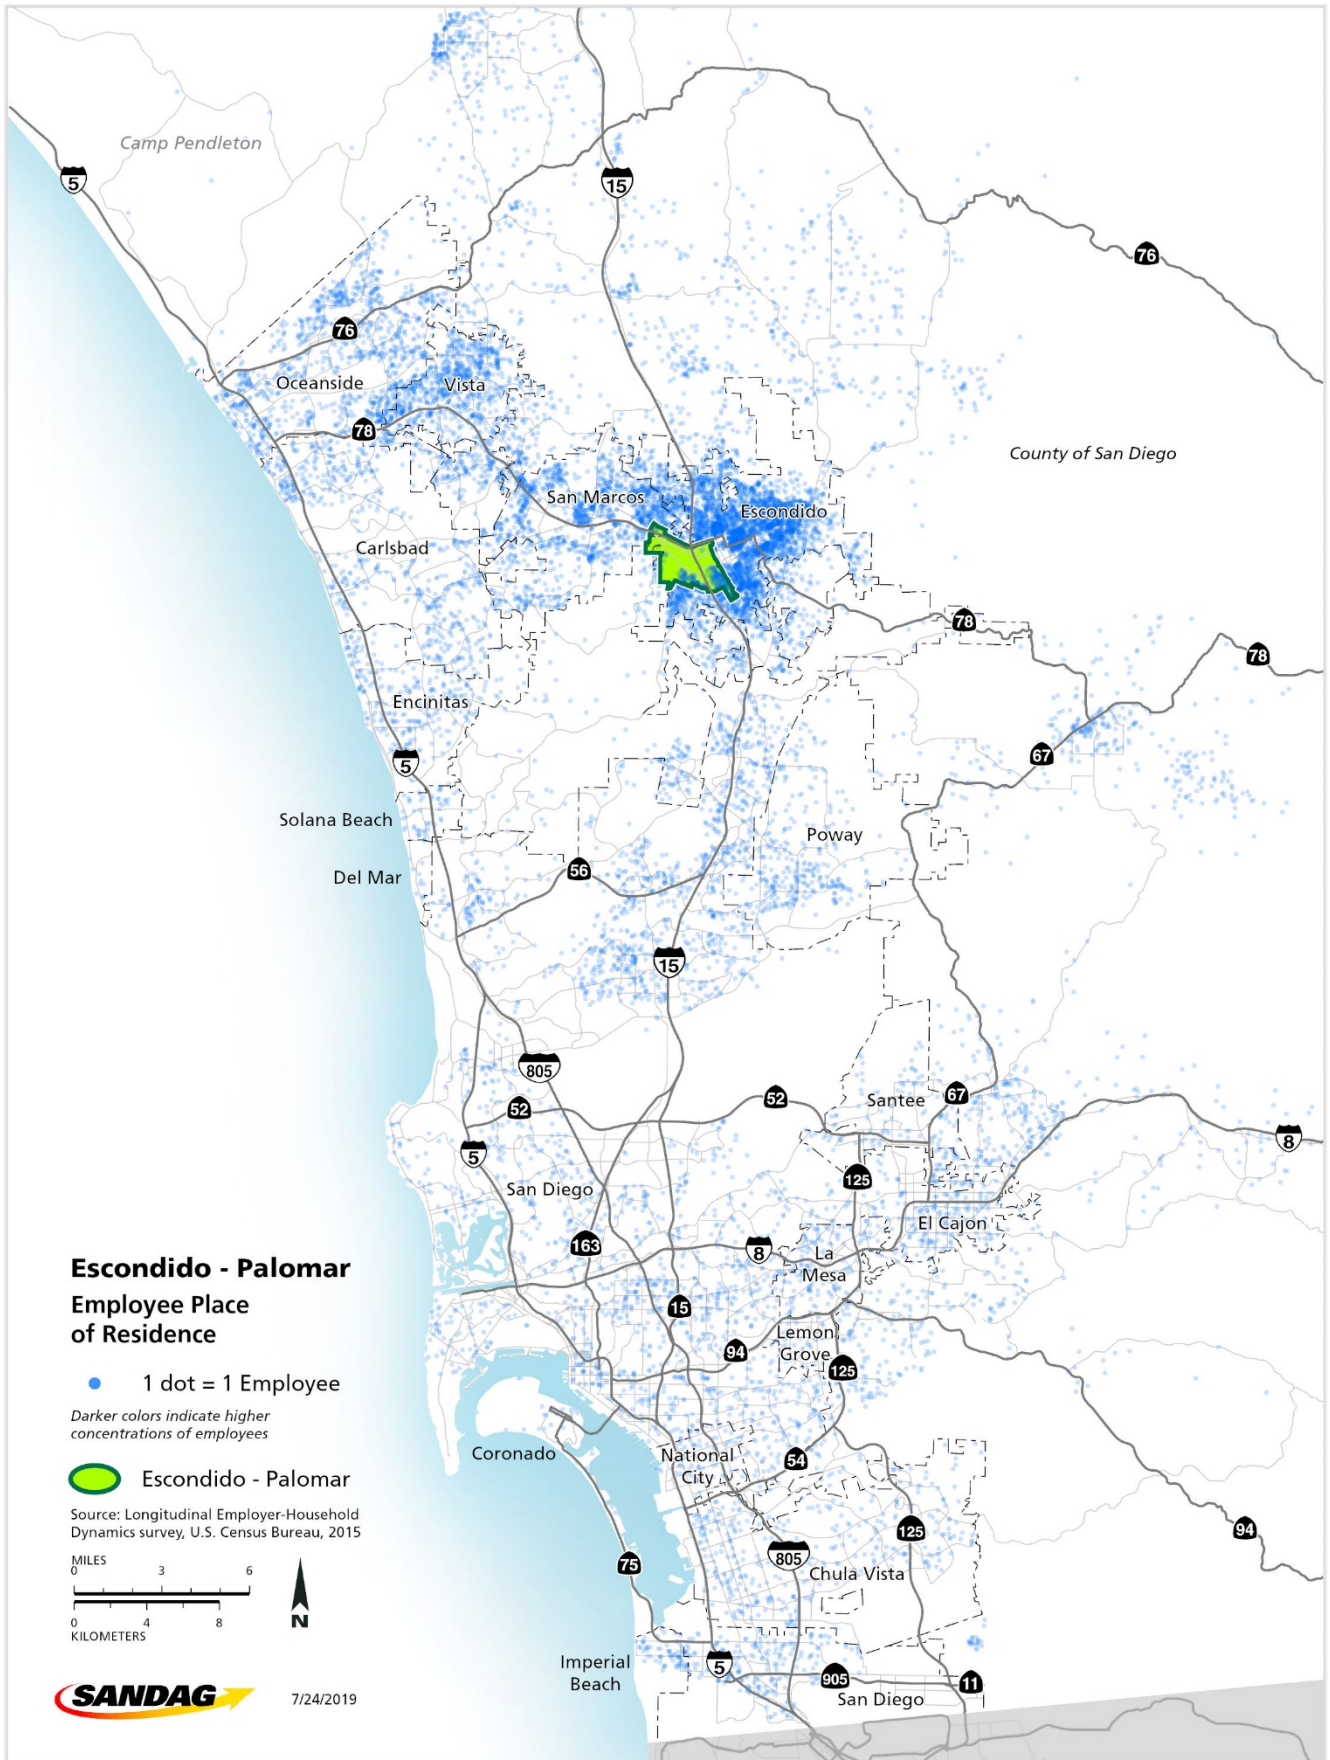 Camp Pendleton
5
15
76
76
Oceanside
Vista
78
County of San Diego
San Marcos
Escondido
Carlsbad
78
78
Encinitas
67
5
Solana Beach
Poway
56
Del Mar
15
805
52
52
Santee
67
8
5
125
San Diego
El Cajon
163
8
La
Mesa
15
94
Lemon
Grove
125
Coronado
National
City
54
125
94
75
805
Chula Vista
Imperial
Beach
5
905
11
San Diego
Escondido - Palomar
Employee Place
of Residence
1 dot = 1 Employee
Darker colors indicate higher
concentrations of employees
Escondido - Palomar
Source: Longitudinal Employer-Household
Dynamics survey, U.S. Census Bureau, 2015
MILES
0 3 6
0 4 8
KILOMETERS
N
SANDAG
7/24/2019